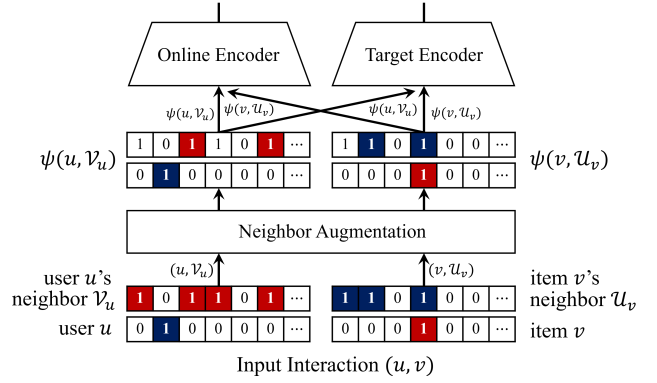 Online Encoder Target Encoder
ψ(u, 𝒱ᵤ) ψ(v, 𝒰ᵥ) ψ(u, 𝒱ᵤ) ψ(v, 𝒰ᵥ)
1 0 1 1 0 1 ··· 1 1 0 1 0 0 ···
ψ(u, 𝒱ᵤ) ψ(v, 𝒰ᵥ)
0 1 0 0 0 0 ··· 0 0 0 1 0 0 ···
Neighbor Augmentation
(u, 𝒱ᵤ) (v, 𝒰ᵥ)
user u's item v's
neighbor 𝒱ᵤ 1 0 1 1 0 1 ··· 1 1 0 1 0 0 ··· neighbor 𝒰ᵥ
user u 0 1 0 0 0 0 ··· 0 0 0 1 0 0 ··· item v
Input Interaction (u, v)